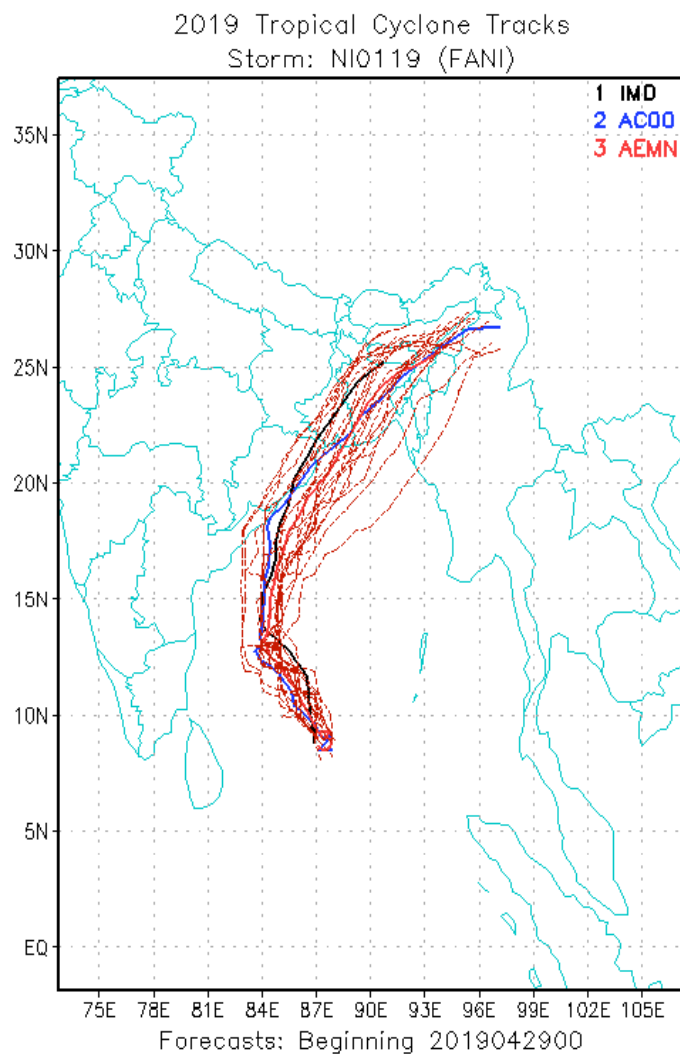 2019 Tropical Cyclone Tracks
Storm: NI0119 (FANI)
1 IMD
2 AC00
3 AEMN
35N
30N
25N
20N
15N
10N
5N
EQ
75E 78E 81E 84E 87E 90E 93E 96E 99E 102E 105E
Forecasts: Beginning 2019042900